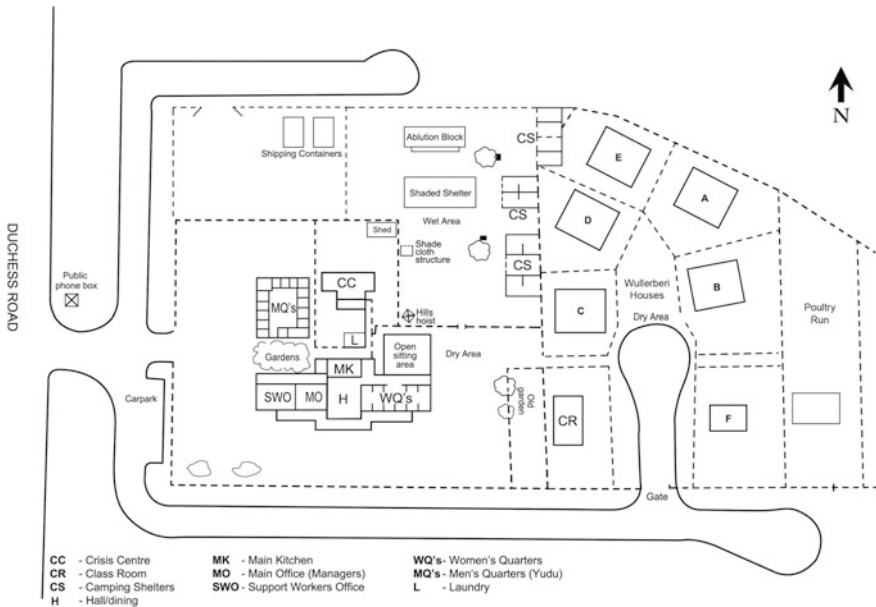 N
DUCHESS ROAD
Public
phone box
Carpark
Shipping Containers
Ablution Block
Shaded Shelter
Wet Area
Shed
Shade
cloth
structure
CS
CS
CS
E
A
D
B
C
Wullerberi
Houses
Dry Area
Poultry
Run
F
CC
MQ's
L
Hills
hoist
Gardens
MK
Open
sitting
area
Dry Area
SWO
MO
H
WQ's
Old
garden
CR
Gate
CC - Crisis Centre
CR - Class Room
CS - Camping Shelters
H - Hall/dining
MK - Main Kitchen
MO - Main Office (Managers)
SWO - Support Workers Office
WQ's - Women's Quarters
MQ's - Men's Quarters (Yudu)
L - Laundry